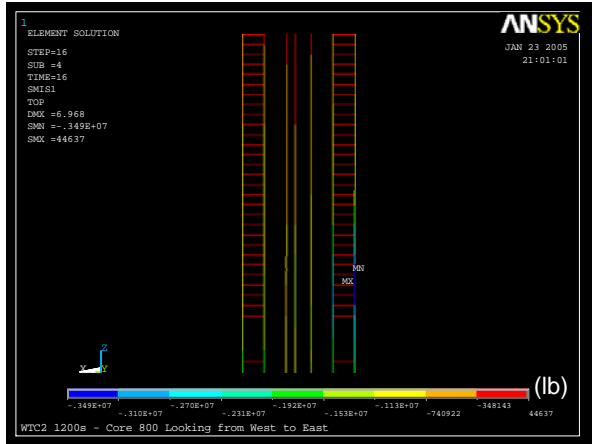 1
ELEMENT SOLUTION
ANSYS
JAN 23 2005
21:01:01
STEP=16
SUB =4
TIME=16
SMIS1
TOP
DMX =6.968
SMN =-.349E+07
SMX =44637
MN
MX
Z
X Y
(lb)
-.349E+07 -.270E+07 -.192E+07 -.113E+07 -348143
-.310E+07 -.231E+07 -.153E+07 -740922 44637
WTC2 1200s - Core 800 Looking from West to East